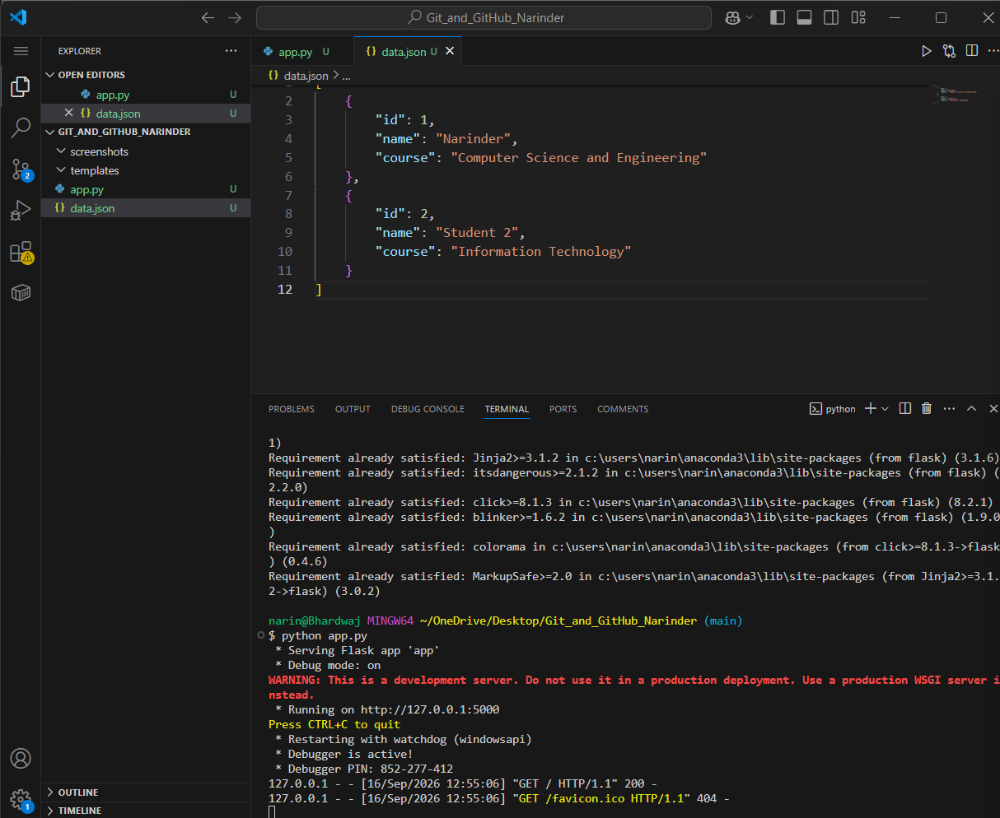 Git_and_GitHub_Narinder
EXPLORER
OPEN EDITORS
app.py U
data.json U
GIT_AND_GITHUB_NARINDER
screenshots
templates
app.py U
data.json U
2
OUTLINE
TIMELINE
1
app.py U
data.json U
data.json > ...
1 [
2 {
3 "id": 1,
4 "name": "Narinder",
5 "course": "Computer Science and Engineering"
6 },
7 {
8 "id": 2,
9 "name": "Student 2",
10 "course": "Information Technology"
11 }
12 ]
PROBLEMS OUTPUT DEBUG CONSOLE TERMINAL PORTS COMMENTS
python
1)
Requirement already satisfied: Jinja2>=3.1.2 in c:\users\narin\anaconda3\lib\site-packages (from flask) (3.1.6)
Requirement already satisfied: itsdangerous>=2.1.2 in c:\users\narin\anaconda3\lib\site-packages (from flask) (
2.2.0)
Requirement already satisfied: click>=8.1.3 in c:\users\narin\anaconda3\lib\site-packages (from flask) (8.2.1)
Requirement already satisfied: blinker>=1.6.2 in c:\users\narin\anaconda3\lib\site-packages (from flask) (1.9.0
)
Requirement already satisfied: colorama in c:\users\narin\anaconda3\lib\site-packages (from click>=8.1.3->flask
) (0.4.6)
Requirement already satisfied: MarkupSafe>=2.0 in c:\users\narin\anaconda3\lib\site-packages (from Jinja2>=3.1.
2->flask) (3.0.2)
narin@Bhardwaj MINGW64 ~/OneDrive/Desktop/Git_and_GitHub_Narinder (main)
$ python app.py
* Serving Flask app 'app'
* Debug mode: on
WARNING: This is a development server. Do not use it in a production deployment. Use a production WSGI server i
nstead.
* Running on http://127.0.0.1:5000
Press CTRL+C to quit
* Restarting with watchdog (windowsapi)
* Debugger is active!
* Debugger PIN: 852-277-412
127.0.0.1 - - [16/Sep/2026 12:55:06] "GET / HTTP/1.1" 200 -
127.0.0.1 - - [16/Sep/2026 12:55:06] "GET /favicon.ico HTTP/1.1" 404 -